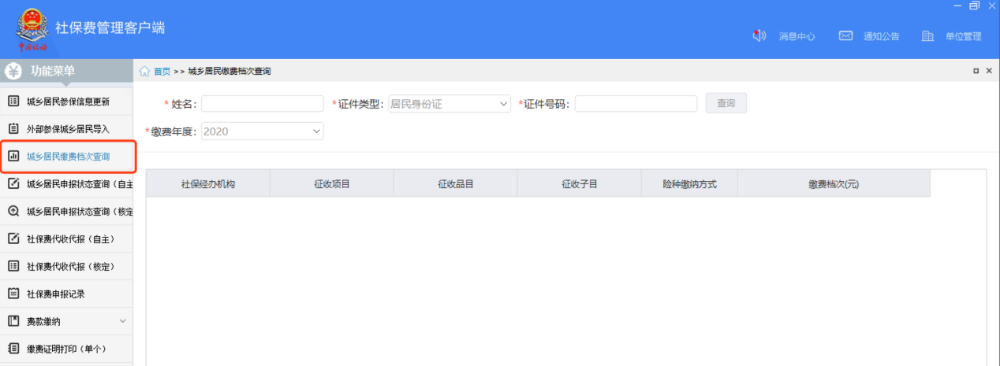 社保费管理客户端
中国税务
消息中心 通知公告 单位管理
功能菜单
首页 >> 城乡居民缴费档次查询
城乡居民参保信息更新
外部参保城乡居民导入
城乡居民缴费档次查询
城乡居民申报状态查询（自主
城乡居民申报状态查询（核定
社保费代收代报（自主）
社保费代收代报（核定）
社保费申报记录
费款缴纳
缴费证明打印（单个）
*姓名： *证件类型： 居民身份证 *证件号码： 查询
*缴费年度： 2020
社保经办机构 征收项目 征收品目 征收子目 险种缴纳方式 缴费档次(元)